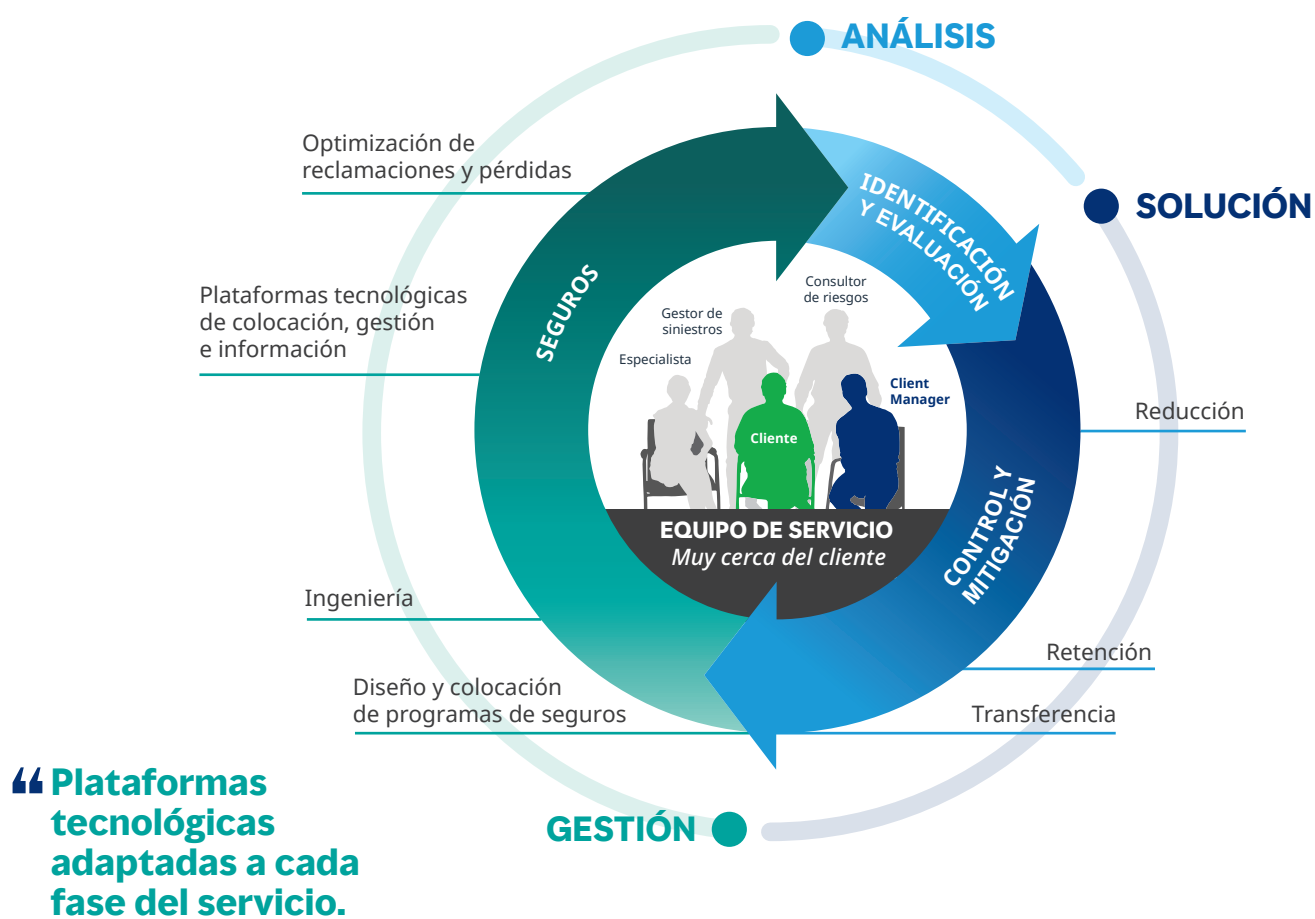 ANÁLISIS
Optimización de
reclamaciones y pérdidas
IDENTIFICACIÓN
Y EVALUACIÓN
SOLUCIÓN
SEGUROS
Consultor
de riesgos
Plataformas tecnológicas
de colocación, gestión
e información
Gestor de
siniestros
Especialista
Client
Manager
Reducción
Cliente
CONTROL Y
MITIGACIÓN
EQUIPO DE SERVICIO
Muy cerca del cliente
Ingeniería
Retención
Diseño y colocación
de programas de seguros
Transferencia
GESTIÓN
“Plataformas
tecnológicas
adaptadas a cada
fase del servicio.